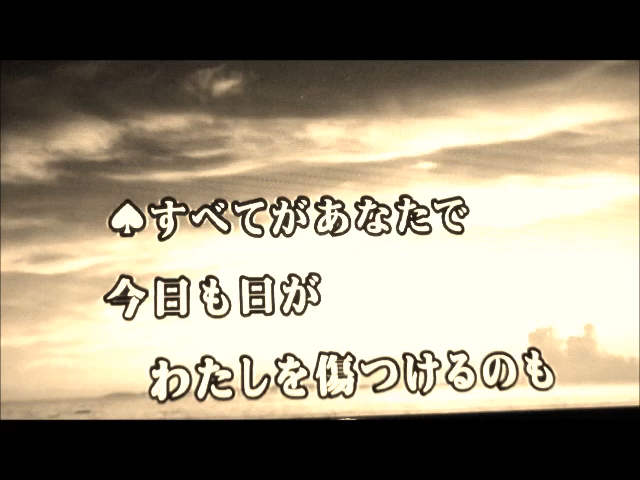 ♠すべてがあなたで
今日も日が
わたしを傷つけるのも